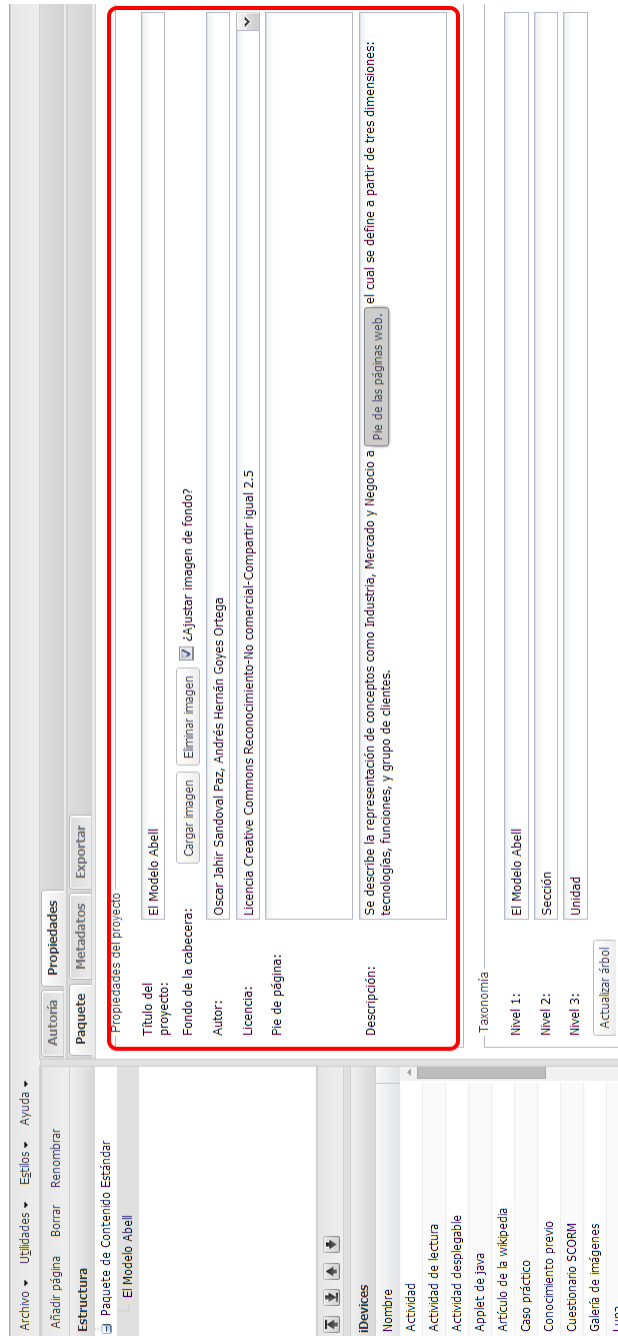 Archivo Utilidades Estilos Ayuda
Añadir página Borrar Renombrar
Estructura
Paquete de Contenido Estándar
El Modelo Abell
iDevices
Nombre
Actividad
Actividad de lectura
Actividad desplegable
Applet de java
Artículo de la wikipedia
Caso práctico
Conocimiento previo
Cuestionario SCORM
Galería de imágenes
Autoría Propiedades
Paquete Metadatos Exportar
Propiedades del proyecto
Título del
proyecto:
El Modelo Abell
Fondo de la cabecera: Cargar imagen Eliminar imagen ¿Ajustar imagen de fondo?
Autor: Oscar Jahir Sandoval Paz, Andrés Hernán Goyes Ortega
Licencia: Licencia Creative Commons Reconocimiento-No comercial-Compartir igual 2.5
Pie de página:
Descripción:
Se describe la representación de conceptos como Industria, Mercado y Negocio a Pie de las páginas web. el cual se define a partir de tres dimensiones:
tecnologías, funciones, y grupo de clientes.
Taxonomía
Nivel 1: El Modelo Abell
Nivel 2: Sección
Nivel 3: Unidad
Actualizar árbol